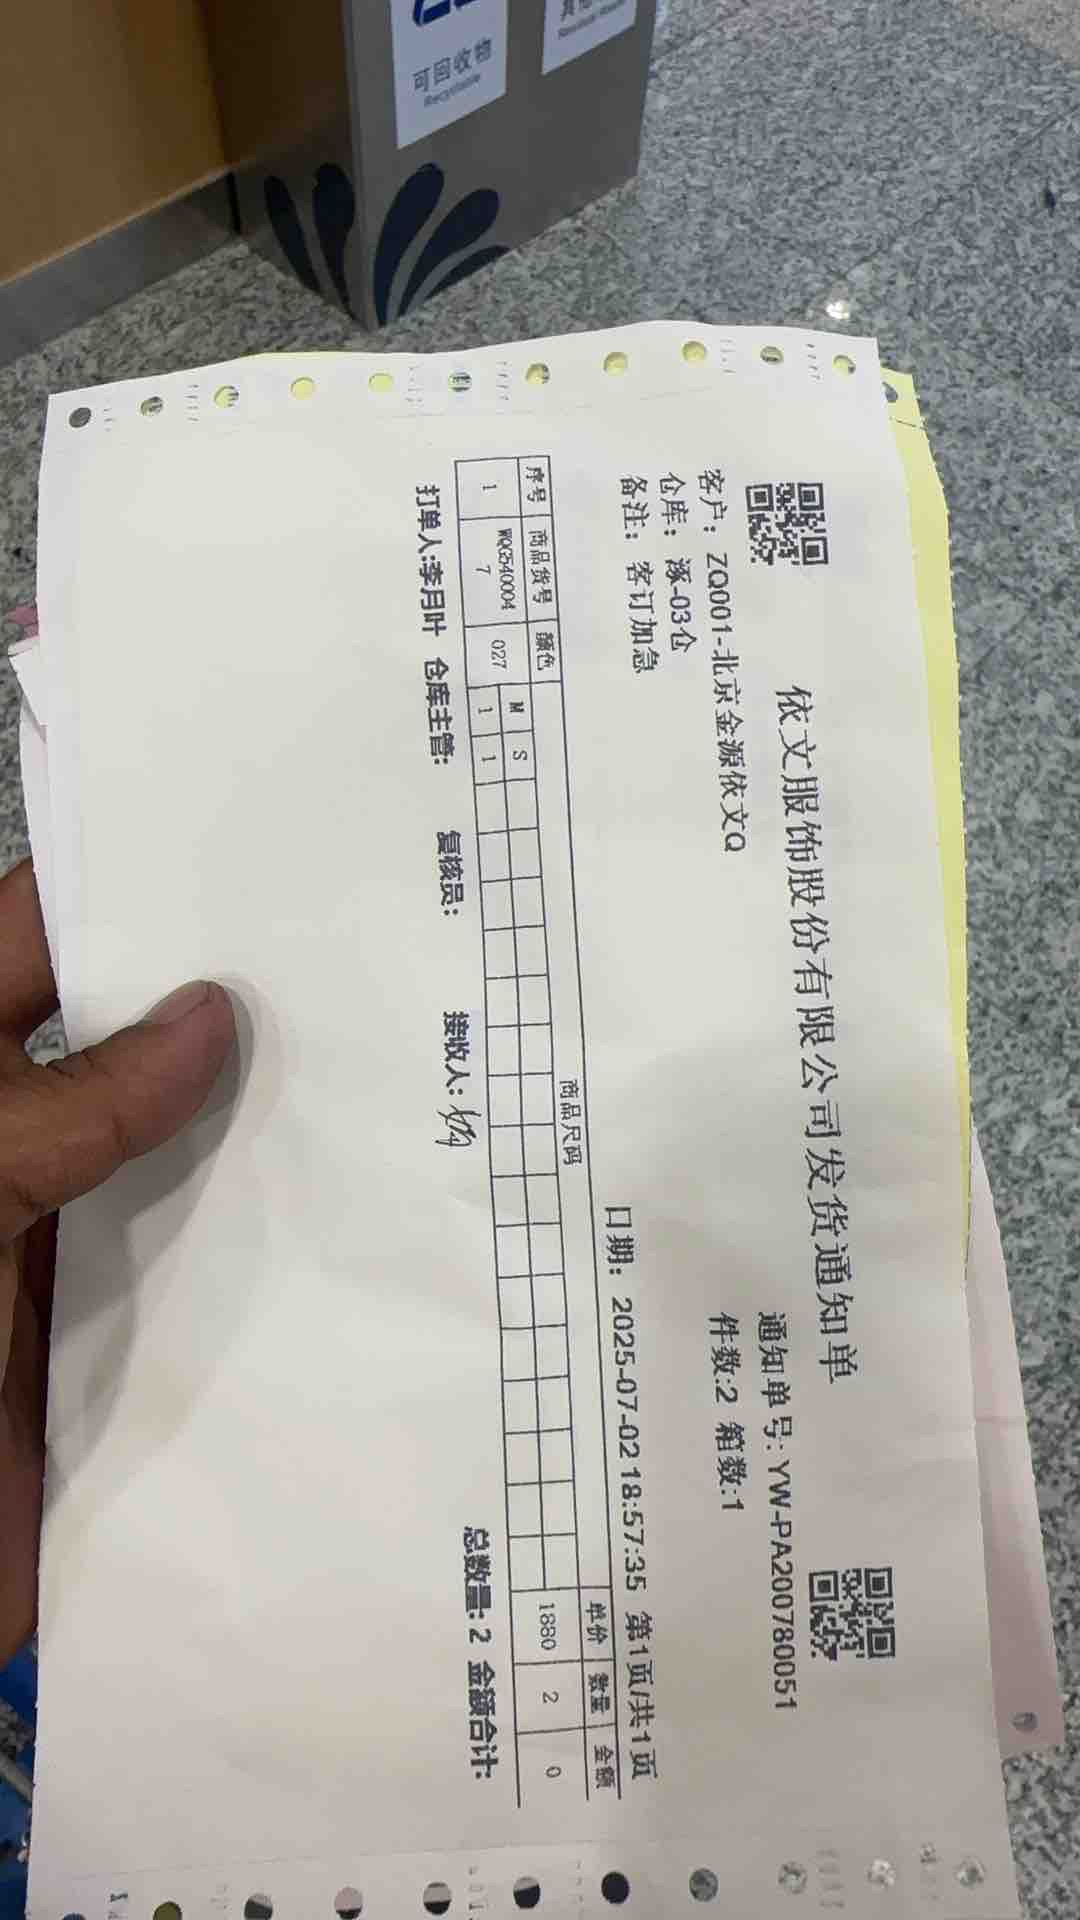 可回收物
Recyclable
依文服饰股份有限公司发货通知单
通知单号: YW-PA200780051
客户: ZQ001-北京金源依文Q
件数:2 箱数:1
仓库: 涿-03仓
备注: 客订加急
日期: 2025-07-02 18:57:35 第1页/共1页
序号 商品货号 颜色 商品尺码 单价 数量 金额
M S
1 WQG540004 027 1 1 1880 2 0
7
打单人:李月叶 仓库主管: 复核员: 接收人: 总数量: 2 金额合计: